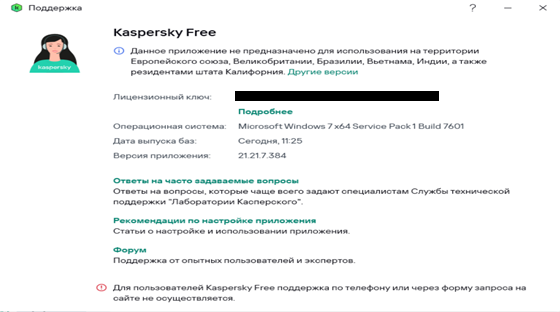 Поддержка
?
kaspersky
Kaspersky Free
Данное приложение не предназначено для использования на территории
Европейского союза, Великобритании, Бразилии, Вьетнама, Индии, а также
резидентами штата Калифорния. Другие версии
Лицензионный ключ:
Подробнее
Операционная система: Microsoft Windows 7 x64 Service Pack 1 Build 7601
Дата выпуска баз: Сегодня, 11:25
Версия приложения: 21.21.7.384
Ответы на часто задаваемые вопросы
Ответы на вопросы, которые чаще всего задают специалистам Службы технической
поддержки "Лаборатории Касперского".
Рекомендации по настройке приложения
Статьи о настройке и использовании приложения.
Форум
Поддержка от опытных пользователей и экспертов.
Для пользователей Kaspersky Free поддержка по телефону или через форму запроса на
сайте не осуществляется.